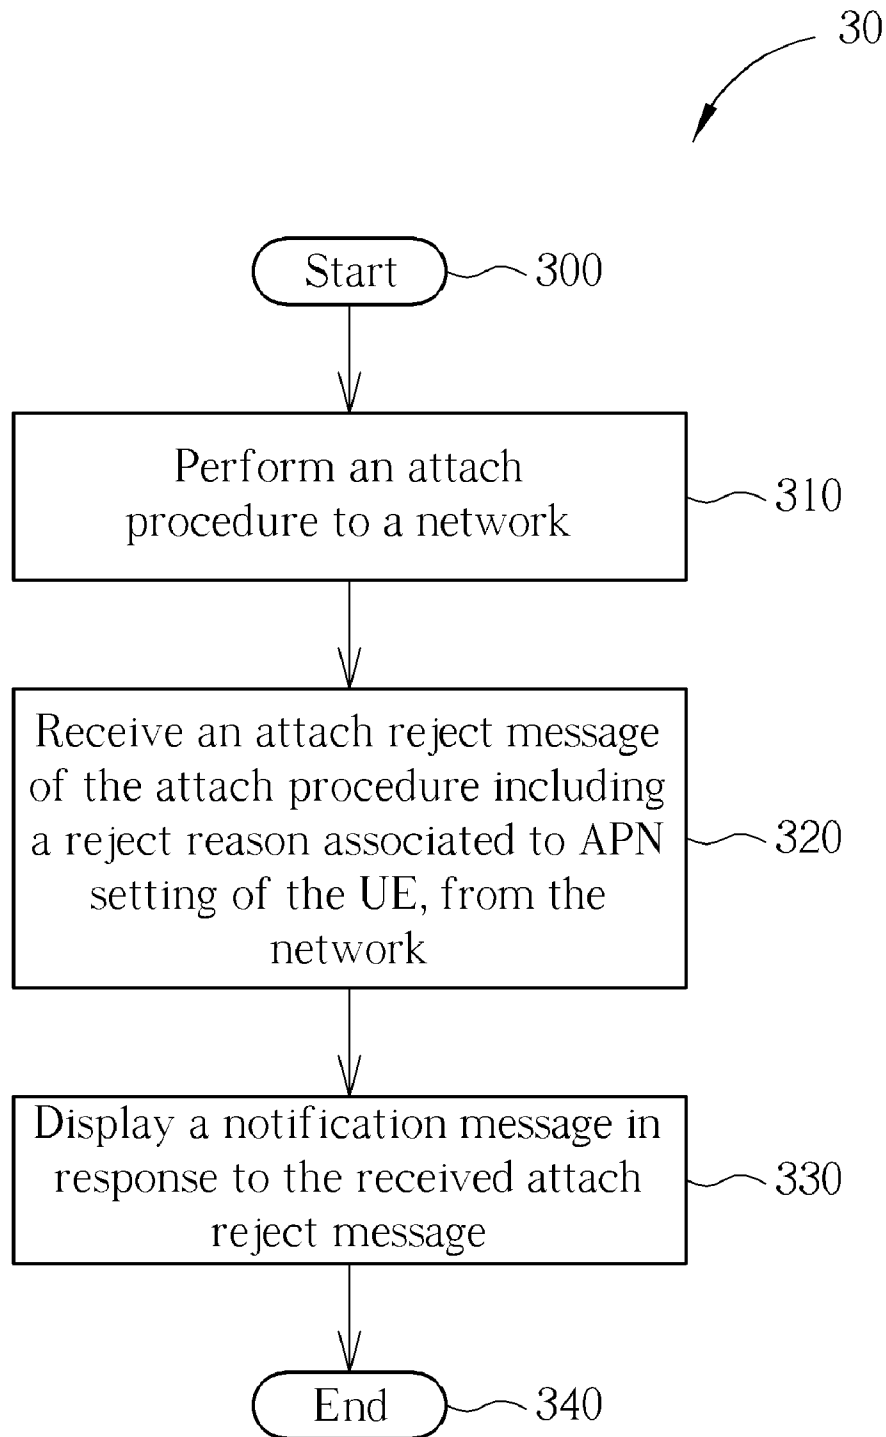 30
Start
300
Perform an attach
procedure to a network
310
Receive an attach reject message
of the attach procedure including
a reject reason associated to APN
setting of the UE, from the
network
320
Display a notification message in
response to the received attach
reject message
330
End
340